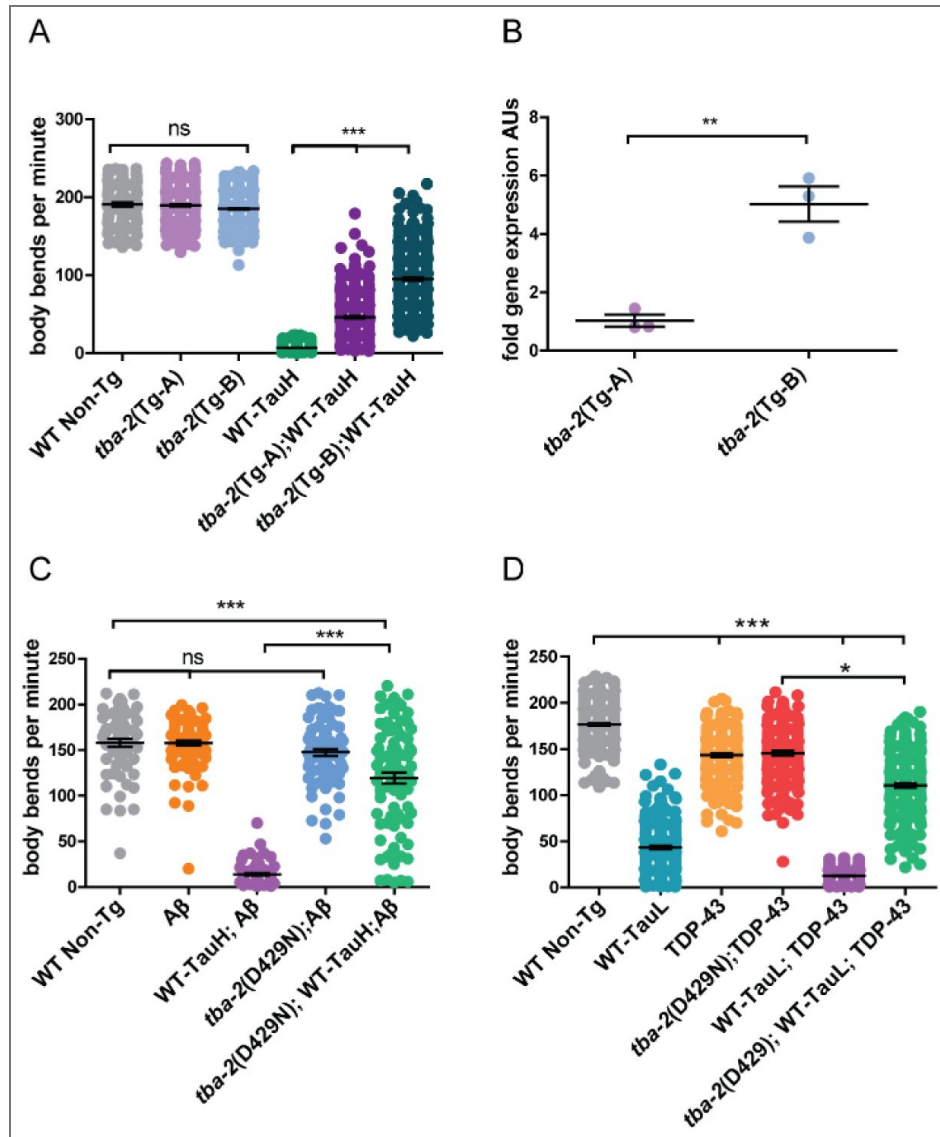 A
body bends per minute
300
200
100
0
ns
***
WT Non-Tg
tba-2(Tg-A)
tba-2(Tg-B)
WT-TauH
tba-2(Tg-A);WT-TauH
tba-2(Tg-B);WT-TauH
B
fold gene expression AUs
8
6
4
2
0
**
tba-2(Tg-A)
tba-2(Tg-B)
C
body bends per minute
250
200
150
100
50
0
***
***
ns
WT Non-Tg
Aβ
WT-TauH; Aβ
tba-2(D429N);Aβ
tba-2(D429N); WT-TauH;Aβ
D
body bends per minute
250
200
150
100
50
0
***
*
WT Non-Tg
WT-TauL
TDP-43
tba-2(D429N);TDP-43
WT-TauL; TDP-43
tba-2(D429); WT-TauL; TDP-43